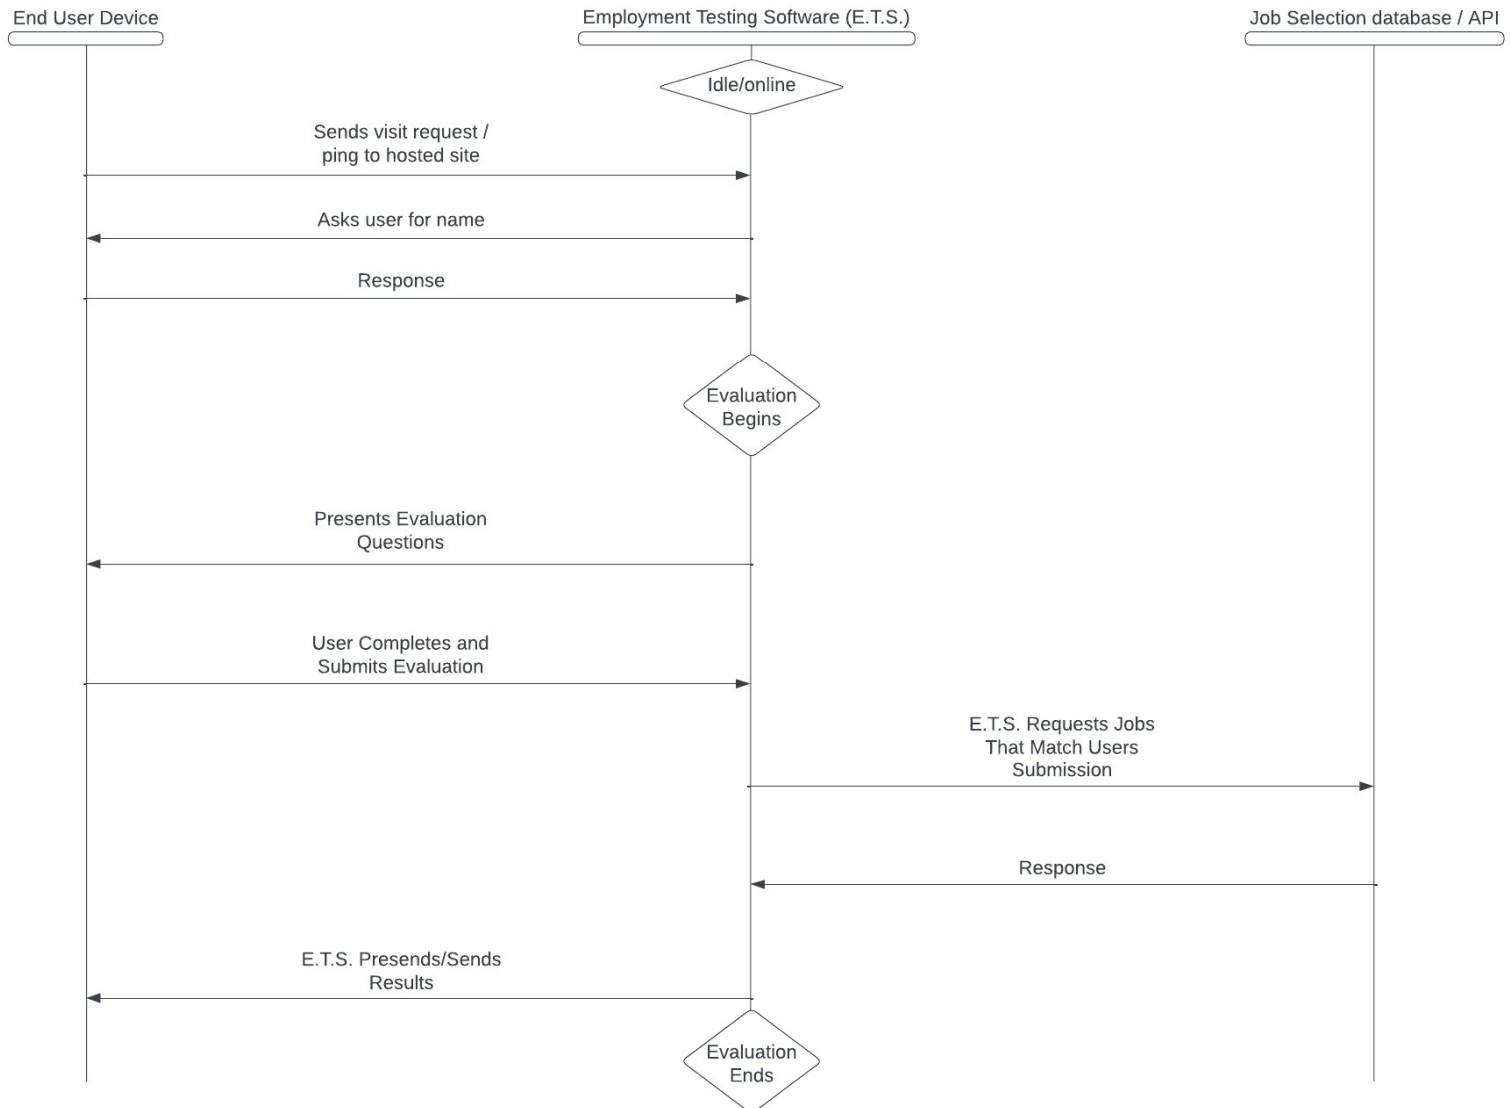 End User Device
Employment Testing Software (E.T.S.)
Job Selection database / API
Idle/online
Sends visit request /
ping to hosted site
Asks user for name
Response
Evaluation
Begins
Presents Evaluation
Questions
User Completes and
Submits Evaluation
E.T.S. Requests Jobs
That Match Users
Submission
Response
E.T.S. Presends/Sends
Results
Evaluation
Ends